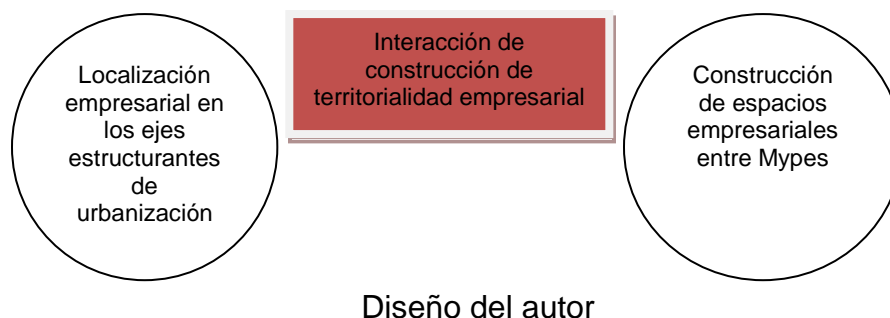 Localización
empresarial en
los ejes
estructurantes
de
urbanización
Interacción de
construcción de
territorialidad empresarial
Construcción
de espacios
empresariales
entre Mypes
Diseño del autor